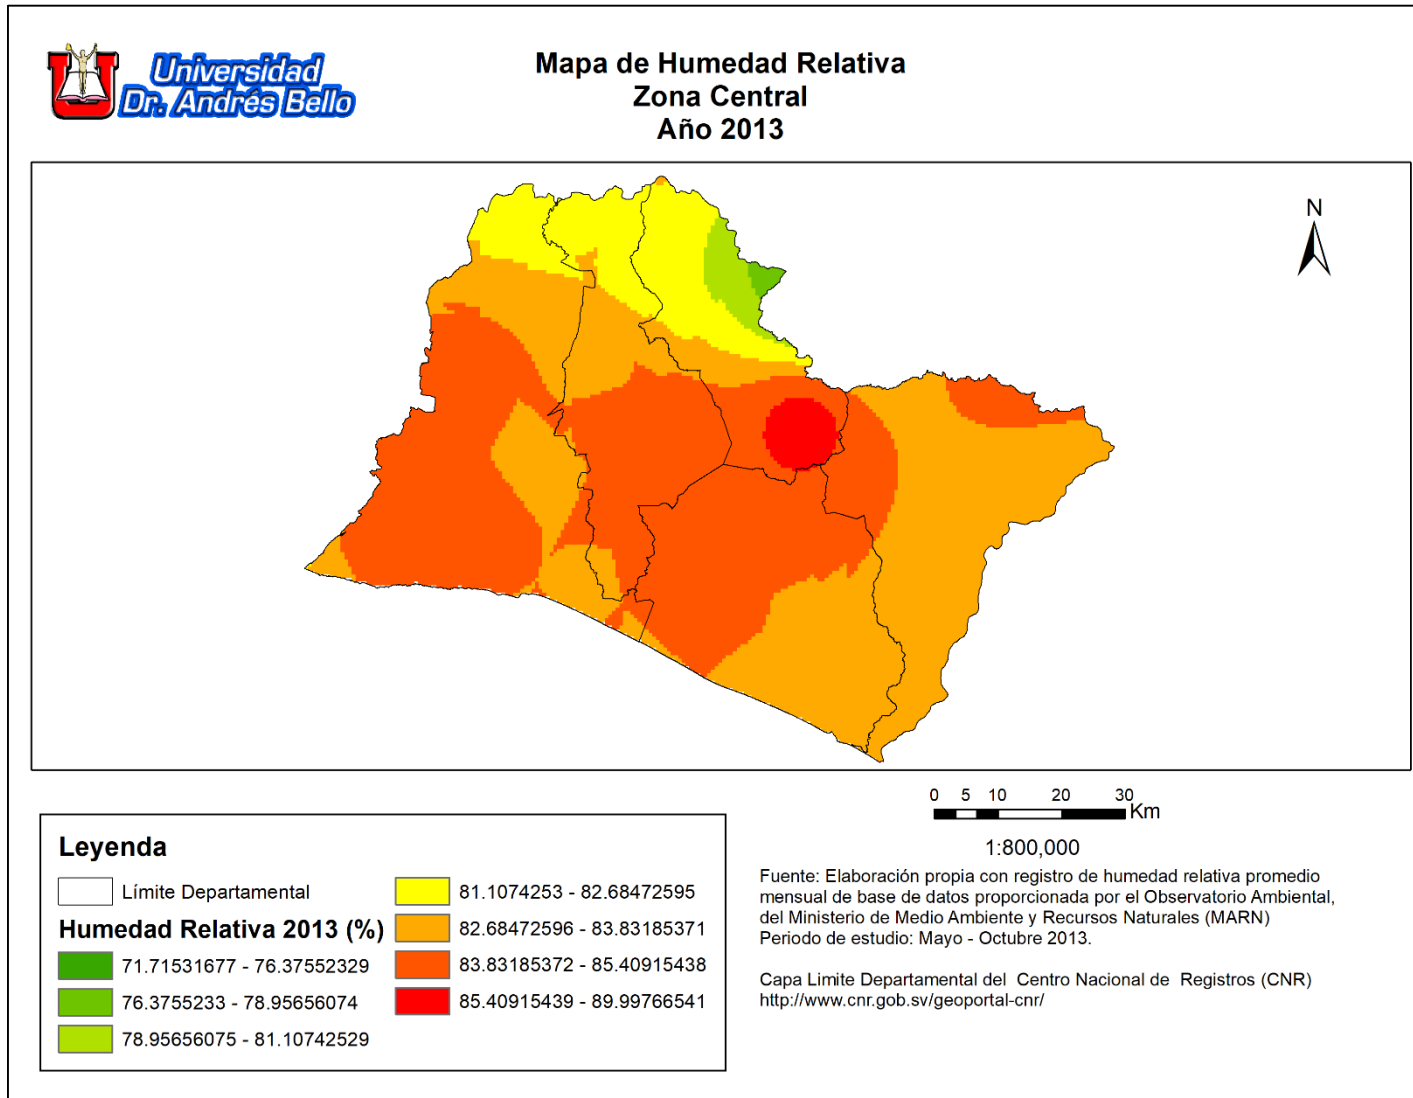 Universidad
Dr. Andrés Bello
Mapa de Humedad Relativa
Zona Central
Año 2013
N
0 5 10 20 30
Km
1:800,000
Leyenda
Límite Departamental
Humedad Relativa 2013 (%)
71.71531677 - 76.37552329
76.3755233 - 78.95656074
78.95656075 - 81.10742529
81.1074253 - 82.68472595
82.68472596 - 83.83185371
83.83185372 - 85.40915438
85.40915439 - 89.99766541
Fuente: Elaboración propia con registro de humedad relativa promedio
mensual de base de datos proporcionada por el Observatorio Ambiental,
del Ministerio de Medio Ambiente y Recursos Naturales (MARN)
Periodo de estudio: Mayo - Octubre 2013.
Capa Limite Departamental del Centro Nacional de Registros (CNR)
http://www.cnr.gob.sv/geoportal-cnr/